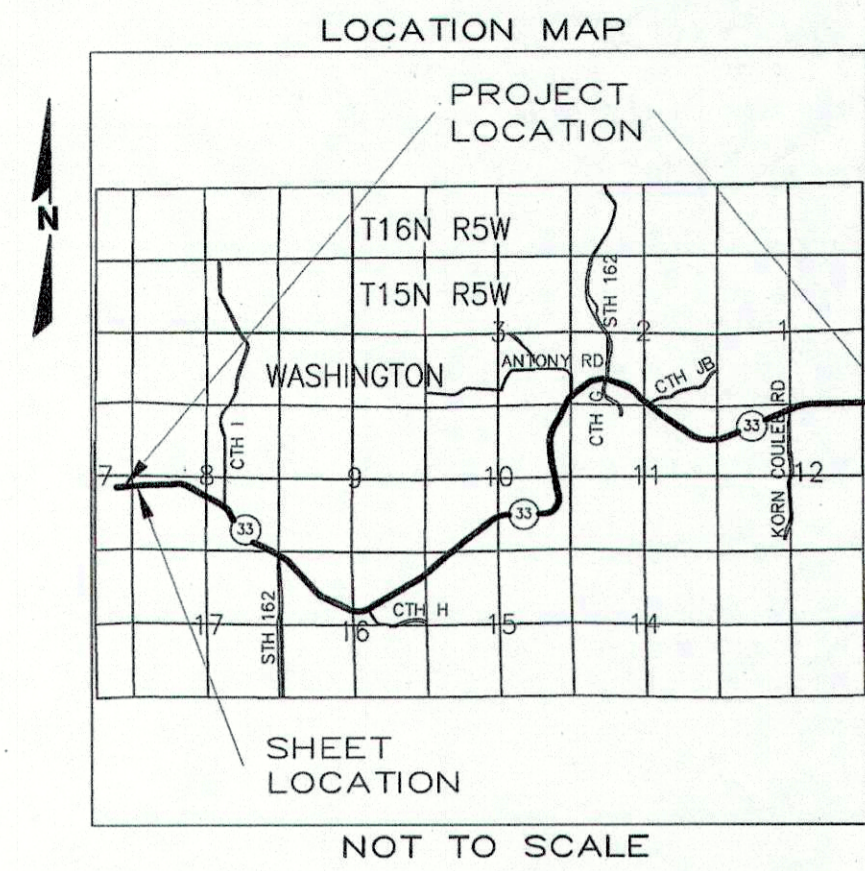 LOCATION MAP
PROJECT
LOCATION
N
T16N R5W
T15N R5W
STH 162
3
2
1
ANTONY RD
WASHINGTON
CTH JB
CTH G
KORN COULEE RD
33
CTH I
7
8
9
10
11
12
33
33
CTH H
STH 162
17
16
15
14
SHEET
LOCATION
NOT TO SCALE